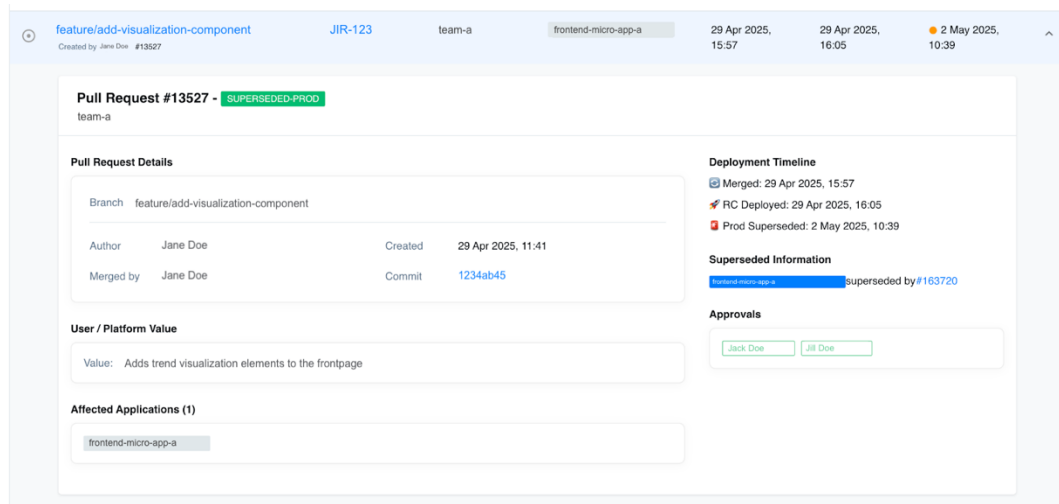 feature/add-visualization-component JIR-123 team-a frontend-micro-app-a 29 Apr 2025, 29 Apr 2025, 2 May 2025,
Created by Jane Doe #13527 15:57 16:05 10:39
Pull Request #13527 - SUPERSEDED-PROD
team-a
Pull Request Details
Branch feature/add-visualization-component
Author Jane Doe Created 29 Apr 2025, 11:41
Merged by Jane Doe Commit 1234ab45
User / Platform Value
Value: Adds trend visualization elements to the frontpage
Affected Applications (1)
frontend-micro-app-a
Deployment Timeline
Merged: 29 Apr 2025, 15:57
RC Deployed: 29 Apr 2025, 16:05
Prod Superseded: 2 May 2025, 10:39
Superseded Information
frontend-micro-app-a superseded by #163720
Approvals
Jack Doe Jill Doe